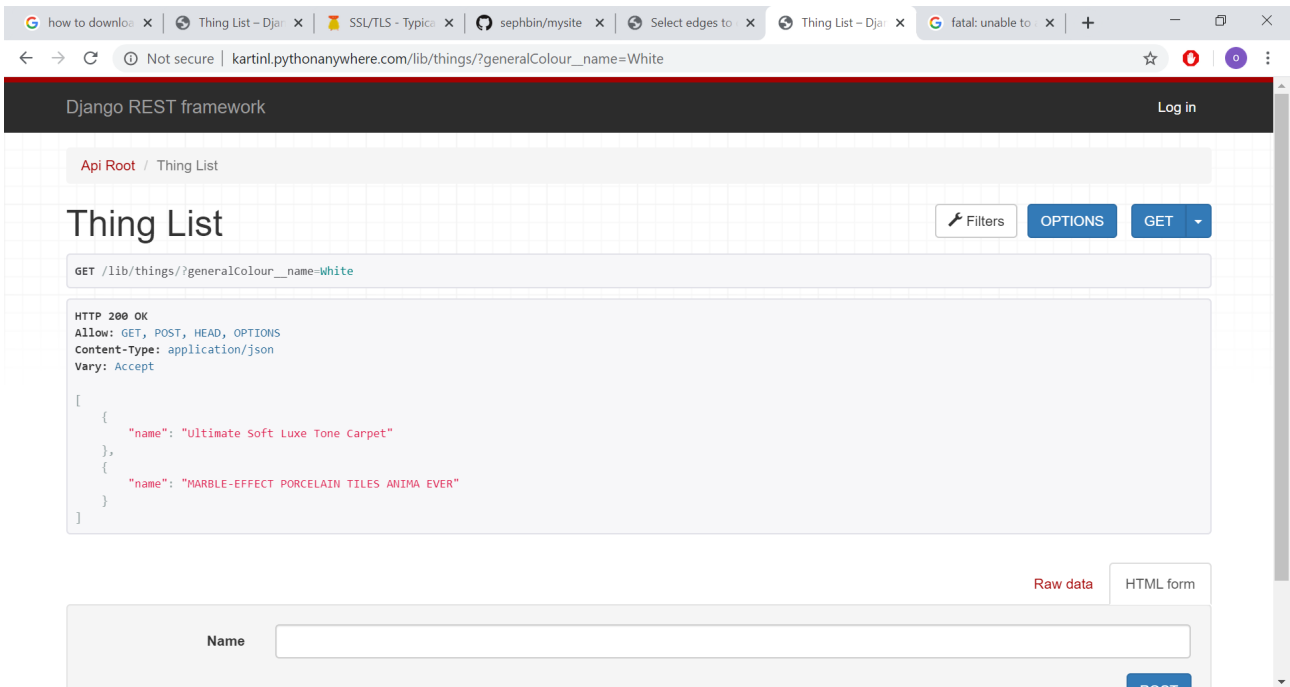 how to downloa
Thing List – Djan
SSL/TLS - Typica
sephbin/mysite
Select edges to
Thing List – Djan
fatal: unable to
Not secure | kartinl.pythonanywhere.com/lib/things/?generalColour__name=White
Django REST framework
Log in
Api Root / Thing List
Thing List
Filters
OPTIONS
GET
GET /lib/things/?generalColour__name=White
HTTP 200 OK
Allow: GET, POST, HEAD, OPTIONS
Content-Type: application/json
Vary: Accept
[
{
"name": "Ultimate Soft Luxe Tone Carpet"
},
{
"name": "MARBLE-EFFECT PORCELAIN TILES ANIMA EVER"
}
]
Raw data
HTML form
Name
POST